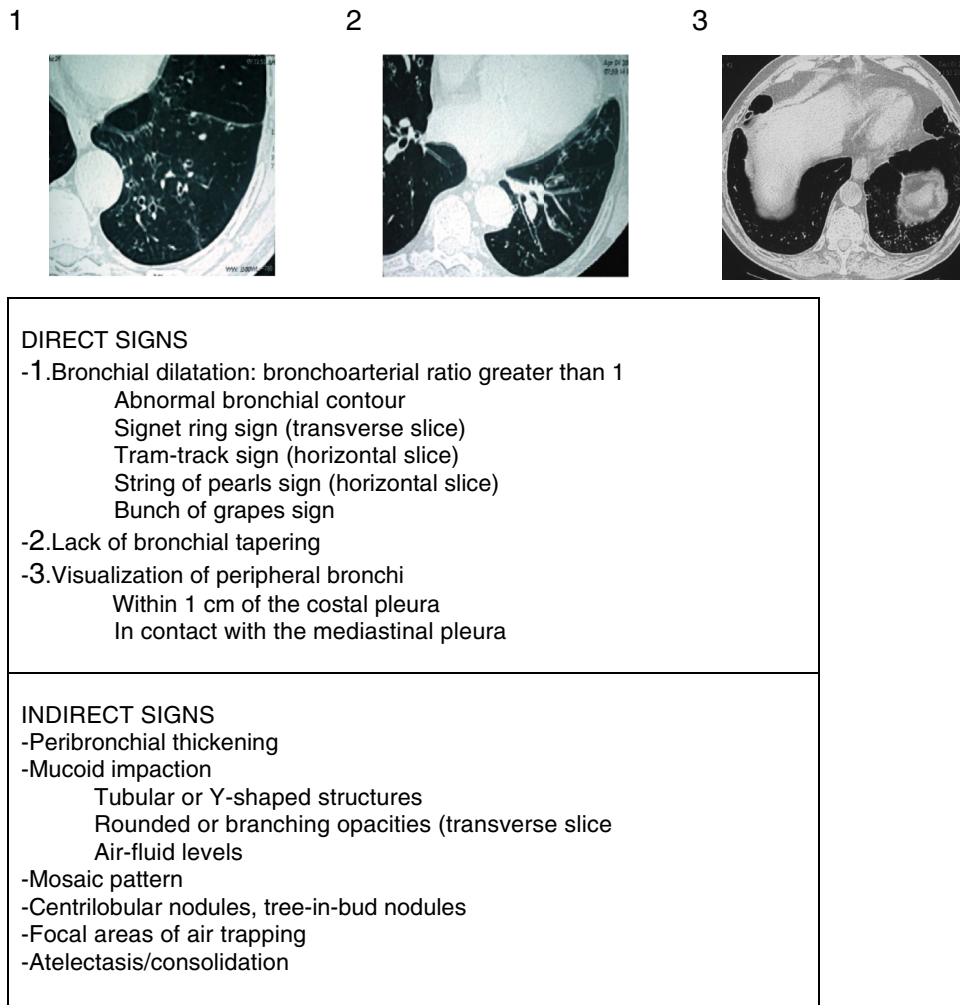 1
2
3
DIRECT SIGNS
-1.Bronchial dilatation: bronchoarterial ratio greater than 1
Abnormal bronchial contour
Signet ring sign (transverse slice)
Tram-track sign (horizontal slice)
String of pearls sign (horizontal slice)
Bunch of grapes sign
-2.Lack of bronchial tapering
-3.Visualization of peripheral bronchi
Within 1 cm of the costal pleura
In contact with the mediastinal pleura
INDIRECT SIGNS
-Peribronchial thickening
-Mucoid impaction
Tubular or Y-shaped structures
Rounded or branching opacities (transverse slice
Air-fluid levels
-Mosaic pattern
-Centrilobular nodules, tree-in-bud nodules
-Focal areas of air trapping
-Atelectasis/consolidation